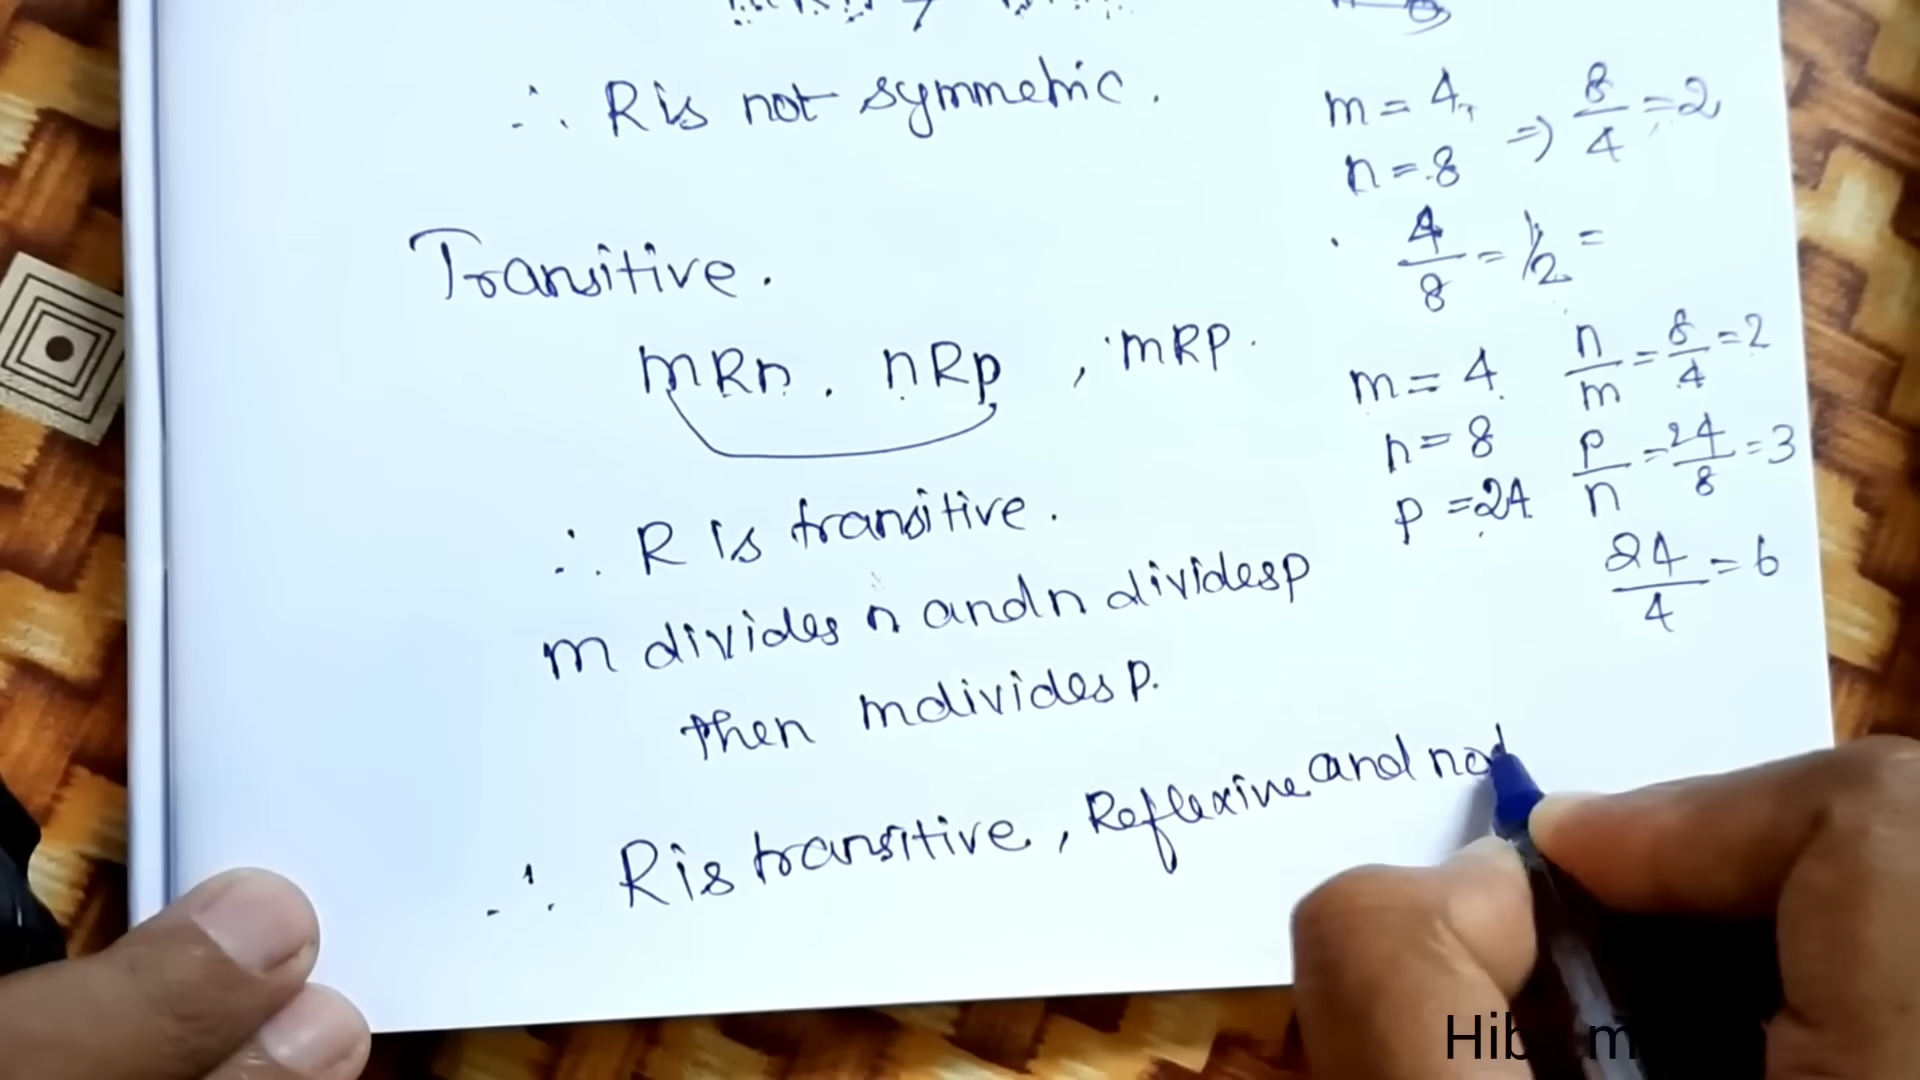 ∴ R is not symmetric.
m = 4,
n = 8
⇒ 8/4 = 2
4/8 = 1/2 =
Transitive.
mRn, nRp, mRp.
m = 4
n = 8
p = 24
n/m = 8/4 = 2
p/n = 24/8 = 3
24/4 = 6
∴ R is transitive.
m divides n and n divides p
then m divides p.
∴ R is transitive, Reflexive and not